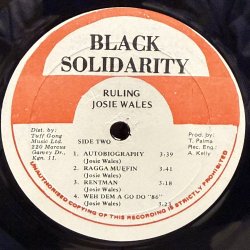 BLACK
SOLIDARITY
RULING
JOSIE WALES
Dist. by:
Tuff Gong
Music Ltd.
220 Marcus
Garvey Dr.
Kgn. 11.
SIDE TWO
Prod. by:
T. Palma
Rec. Eng.
A. Kelly
1. AUTOBIOGRAPHY 3:39
(Josie Wales)
2. RAGGA MUFFIN 3:41
(Josie Wales)
3. RENTMAN 3:18
(Josie Wales)
4. WEH DEM A GO DO "86" 3:2
(Josie Wales)
UNAUTHORISED COPYING OF THIS RECORDING IS STRICTLY PROHIBITED